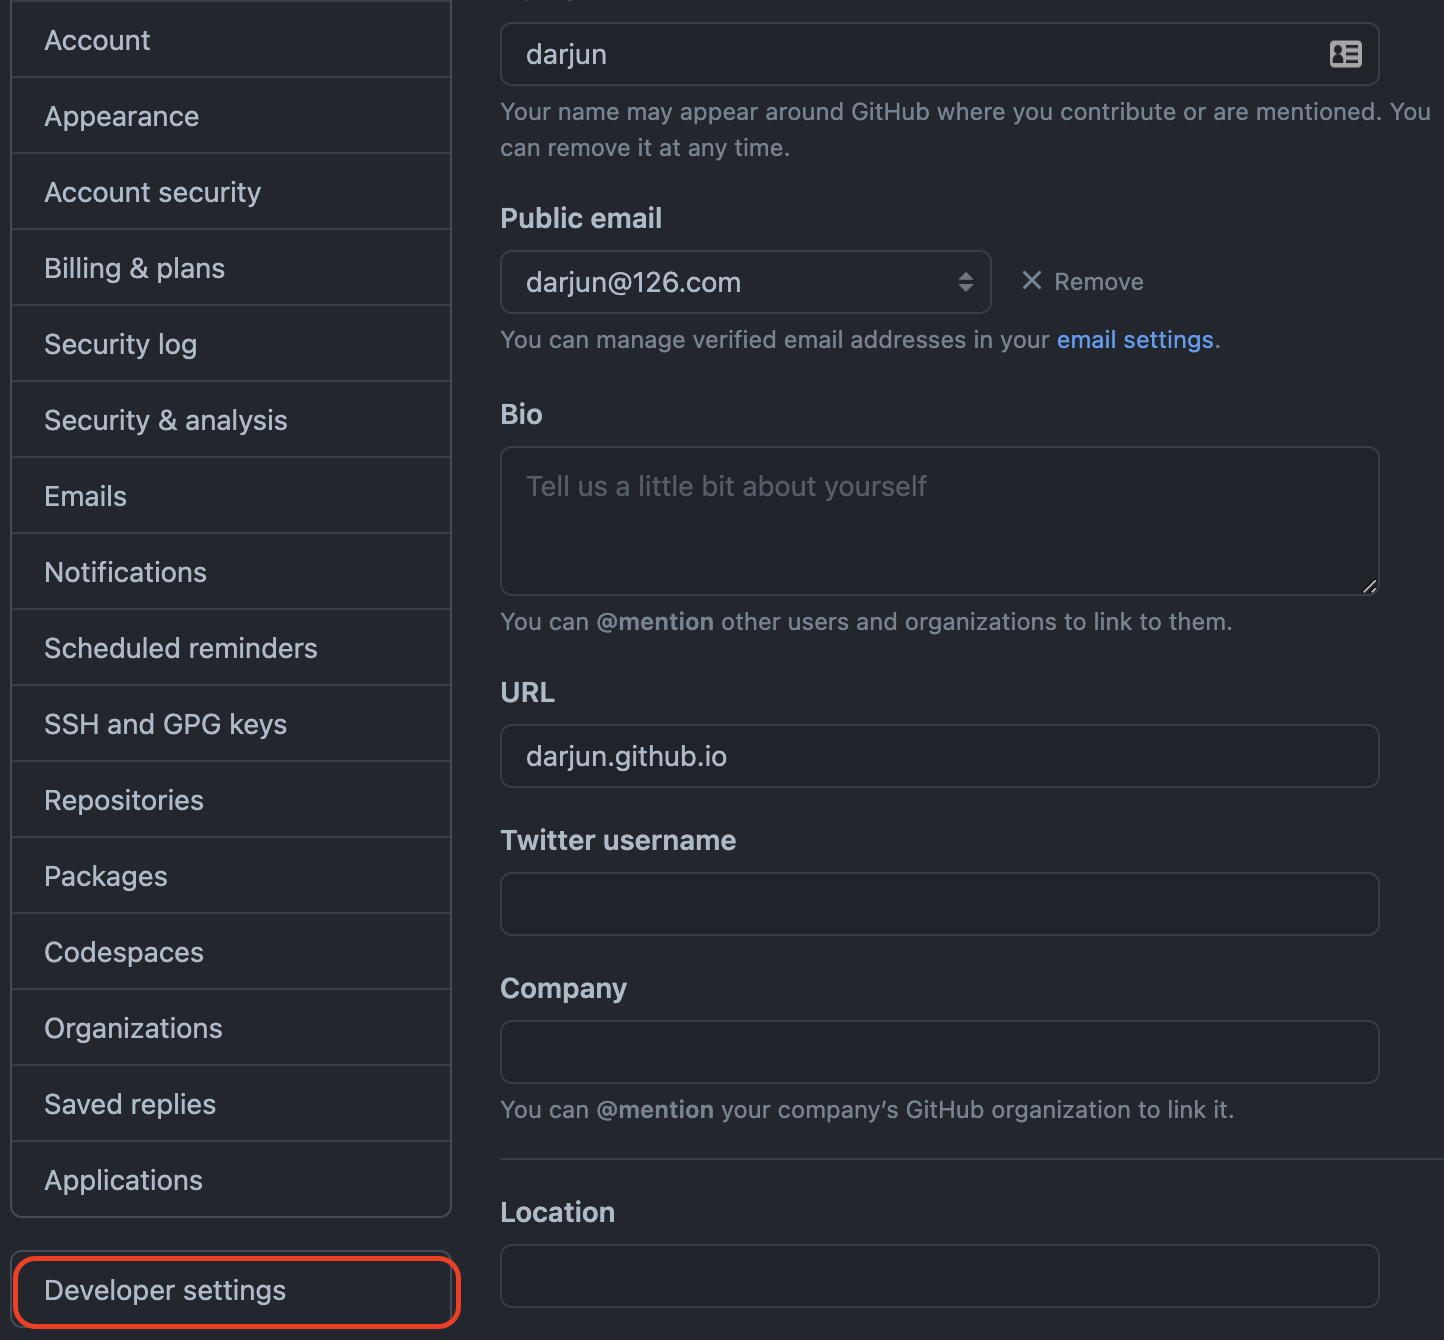 Account
Appearance
Account security
Billing & plans
Security log
Security & analysis
Emails
Notifications
Scheduled reminders
SSH and GPG keys
Repositories
Packages
Codespaces
Organizations
Saved replies
Applications
Developer settings
darjun
Your name may appear around GitHub where you contribute or are mentioned. You
can remove it at any time.
Public email
darjun@126.com
Remove
You can manage verified email addresses in your email settings.
Bio
Tell us a little bit about yourself
You can @mention other users and organizations to link to them.
URL
darjun.github.io
Twitter username
Company
You can @mention your company’s GitHub organization to link it.
Location